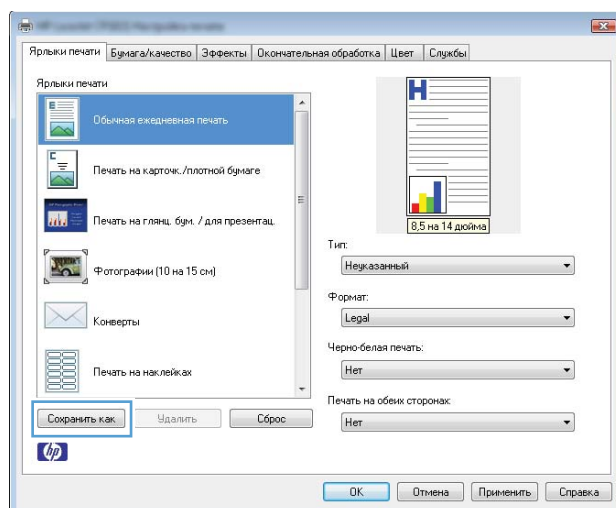 Ярлыки печати Бумага/качество Эффекты Окончательная обработка Цвет Службы
Ярлыки печати
Обычная ежедневная печать
Печать на карточк./плотной бумаге
Печать на глянц. бум. / для презентац.
Фотографии (10 на 15 см)
Конверты
Печать на наклейках
Сохранить как Удалить Сброс
8,5 на 14 дюйма
Тип:
Неуказанный
Формат:
Legal
Черно-белая печать:
Нет
Печать на обеих сторонах:
Нет
hp
OK Отмена Применить Справка